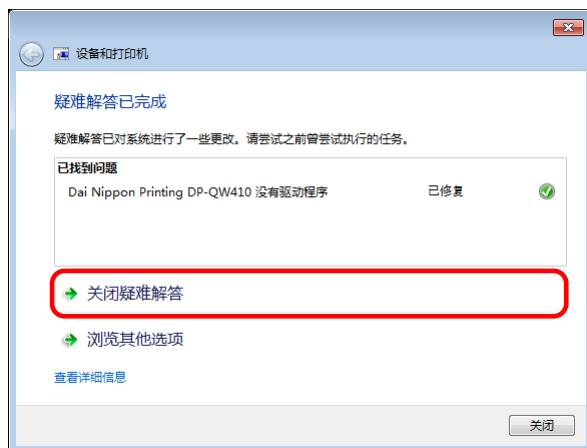 设备和打印机
疑难解答已完成
疑难解答已对系统进行了一些更改。请尝试之前曾尝试执行的任务。
已找到问题
Dai Nippon Printing DP-QW410 没有驱动程序 已修复
关闭疑难解答
浏览其他选项
查看详细信息
关闭